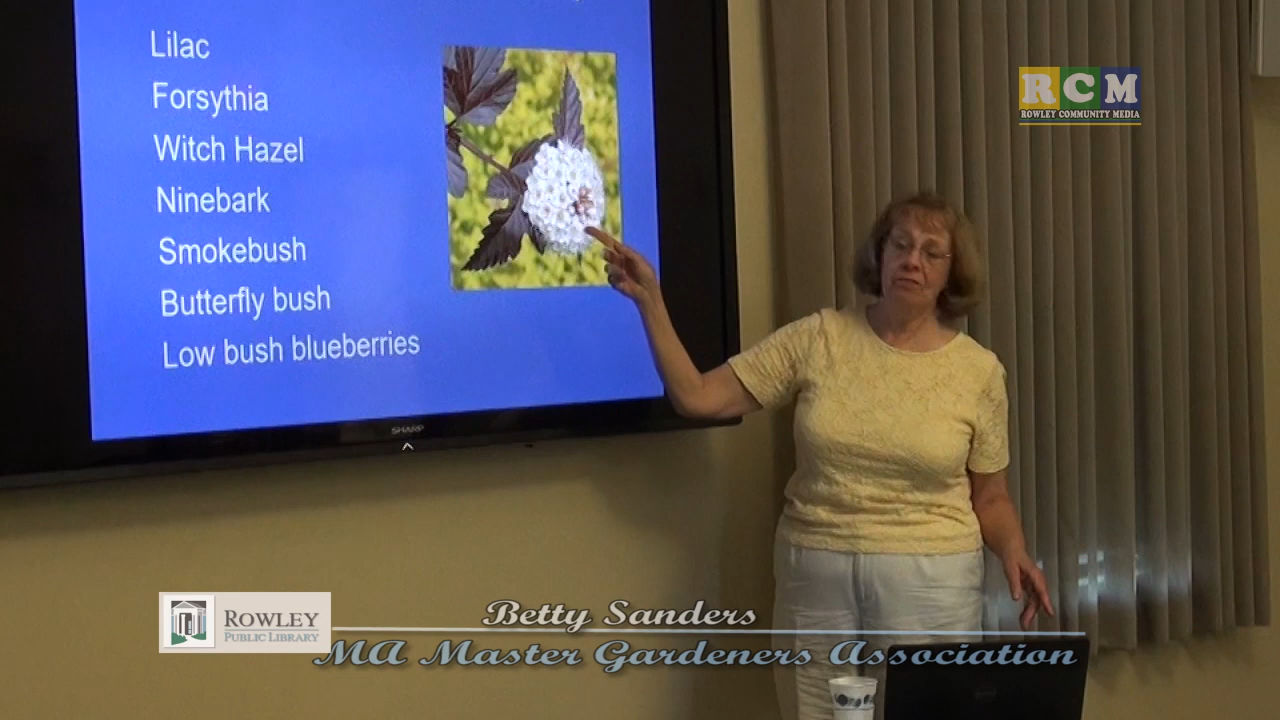 Lilac
Forsythia
Witch Hazel
Ninebark
Smokebush
Butterfly bush
Low bush blueberries
SHARP
RCM
ROWLEY COMMUNITY MEDIA
ROWLEY
PUBLIC LIBRARY
Betty Sanders
MA Master Gardeners Association
DELL